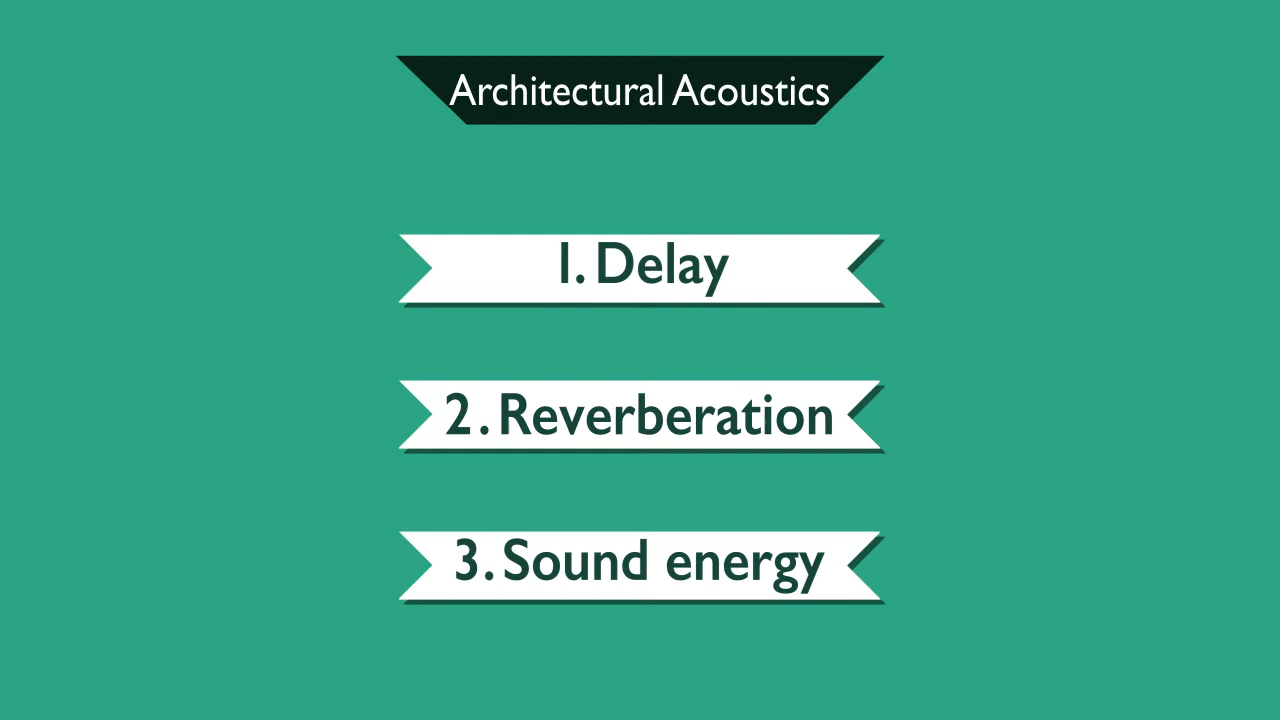 Architectural Acoustics
1. Delay
2. Reverberation
3. Sound energy